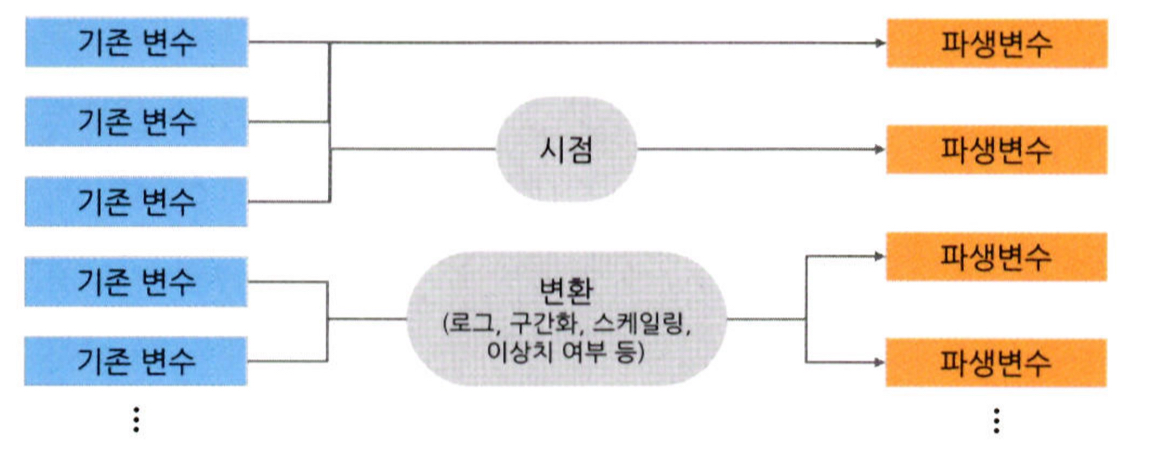 기존 변수
파생변수
기존 변수
시점
파생변수
기존 변수
기존 변수
파생변수
변환
(로그, 구간화, 스케일링,
이상치 여부 등)
기존 변수
파생변수